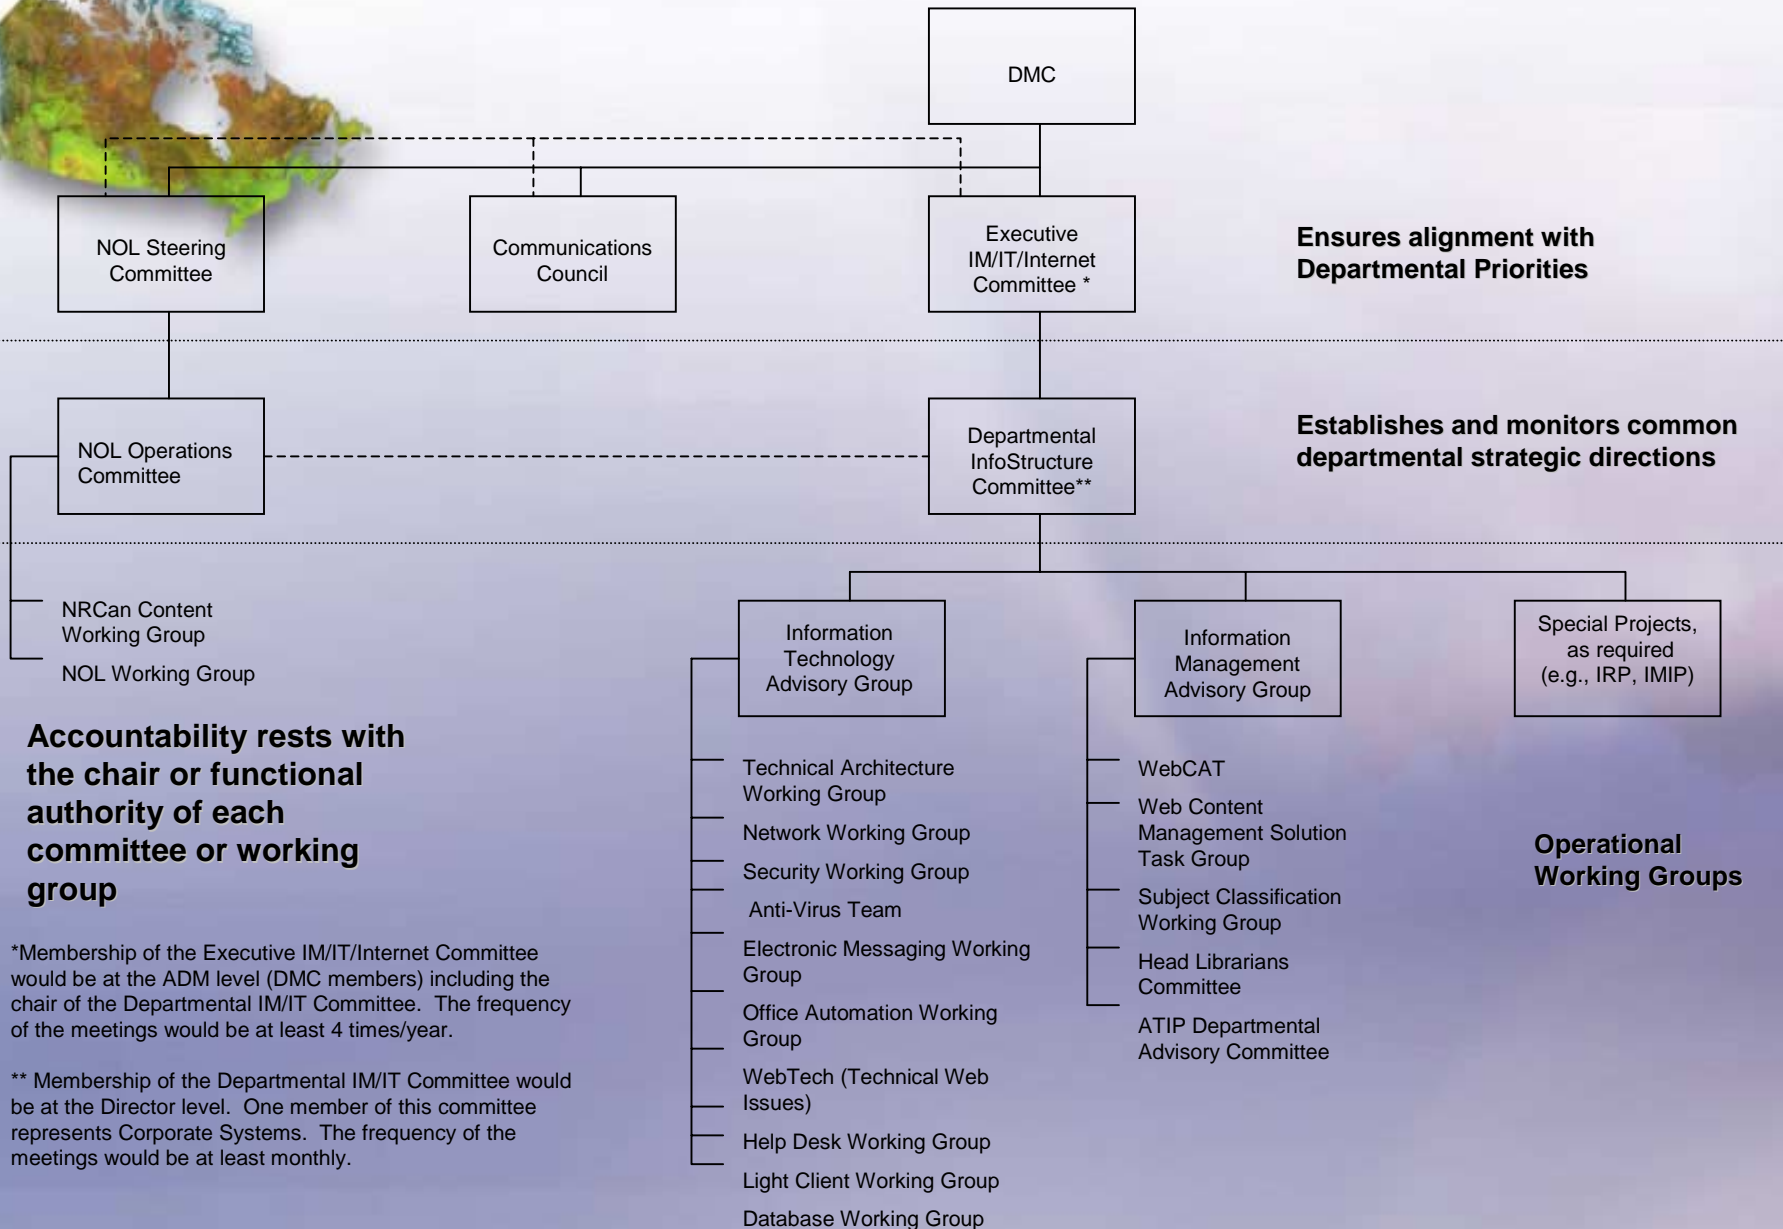 DMC
NOL Steering
Committee
Communications
Council
Executive
IM/IT/Internet
Committee *
Ensures alignment with
Departmental Priorities
NOL Operations
Committee
Departmental
InfoStructure
Committee**
Establishes and monitors common
departmental strategic directions
NRCan Content
Working Group
NOL Working Group
Information
Technology
Advisory Group
Information
Management
Advisory Group
Special Projects,
as required
(e.g., IRP, IMIP)
Accountability rests with
the chair or functional
authority of each
committee or working
group
Technical Architecture
Working Group
Network Working Group
Security Working Group
Anti-Virus Team
Electronic Messaging Working
Group
Office Automation Working
Group
WebTech (Technical Web
Issues)
Help Desk Working Group
Light Client Working Group
Database Working Group
WebCAT
Web Content
Management Solution
Task Group
Subject Classification
Working Group
Head Librarians
Committee
ATIP Departmental
Advisory Committee
Operational
Working Groups
*Membership of the Executive IM/IT/Internet Committee
would be at the ADM level (DMC members) including the
chair of the Departmental IM/IT Committee.  The frequency
of the meetings would be at least 4 times/year.
** Membership of the Departmental IM/IT Committee would
be at the Director level.  One member of this committee
represents Corporate Systems.  The frequency of the
meetings would be at least monthly.